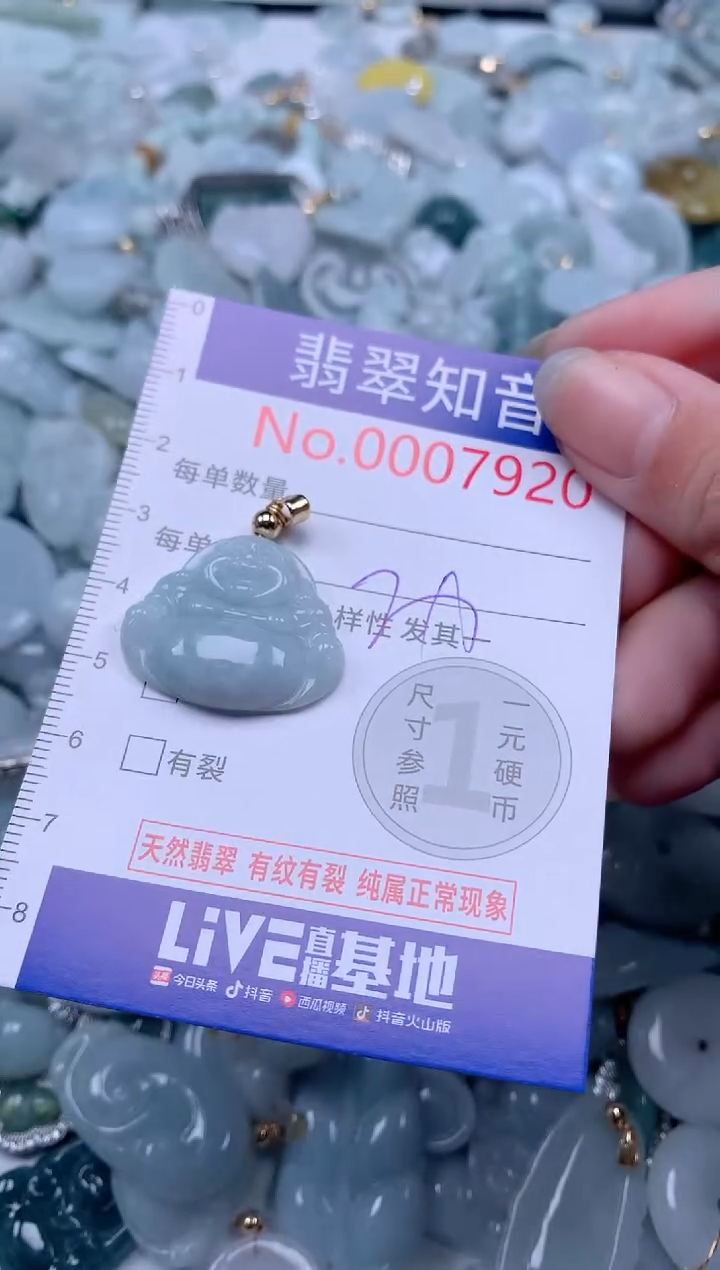 翡翠知音
No.0007920
每单数量
每单
样性 发其一
有裂
尺寸参照
一元硬币
1
天然翡翠 有纹有裂 纯属正常现象
LiVE直播基地
头条 今日头条 抖音 西瓜视频 抖音火山版
0
1
2
3
4
5
6
7
8